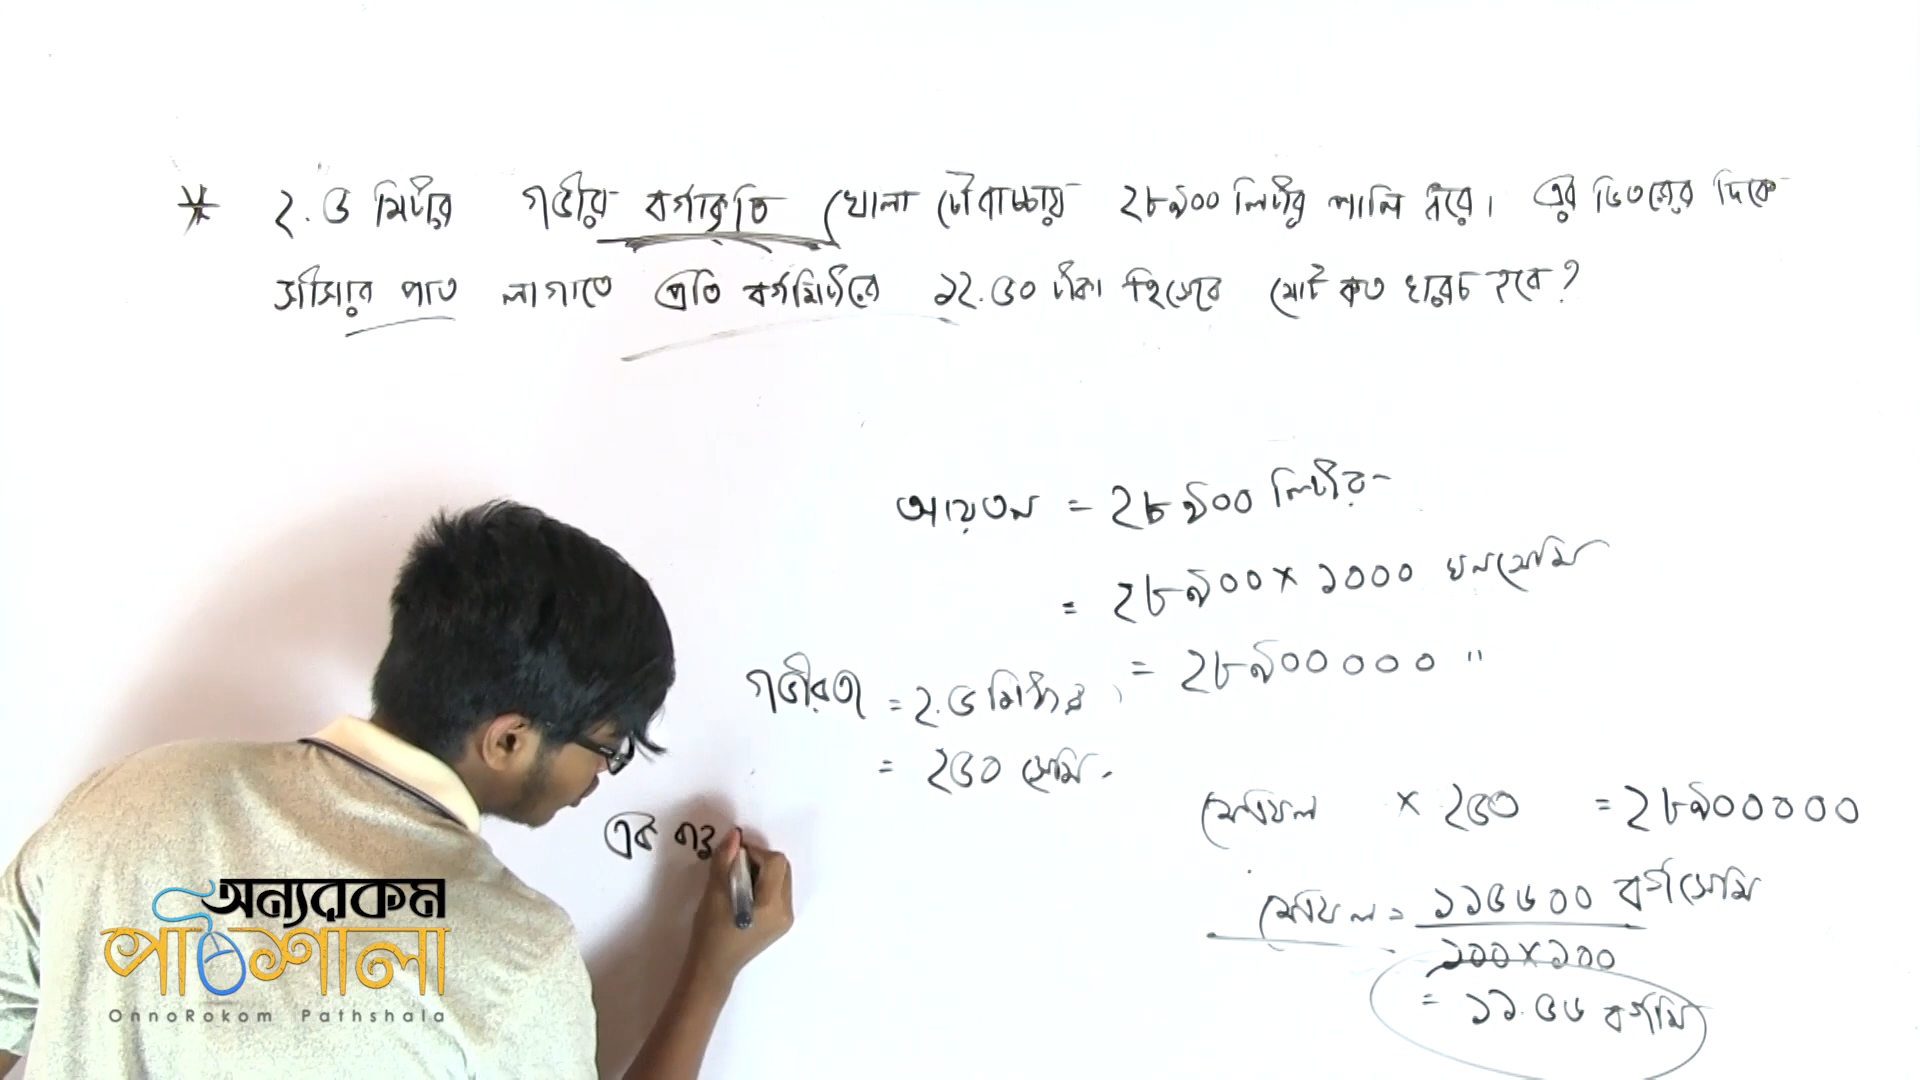 * ২.৫ মিটার গভীর বর্গাকৃতি খোলা চৌবাচ্চায় ২৮৯০০ লিটার পানি ধরে। এর ভিতরের দিকে
সীসার পাত লাগাতে প্রতি বর্গমিটারে ১২.৫০ টাকা হিসেবে মোট কত খরচ হবে?
আয়তন = ২৮৯০০ লিটার
= ২৮৯০০ × ১০০০ ঘনসেমি
= ২৮৯০০০০০ "
গভীরতা = ২.৫ মিটার
= ২৫০ সেমি
ক্ষেত্রফল × ২৫০ = ২৮৯০০০০০
ক্ষেত্রফল = ১১৫৬০০ বর্গসেমি
১০০×১০০
= ১১.৫৬ বর্গমি
এক বাহু
অন্যরকম
পাঠশালা
OnnoRokom Pathshala